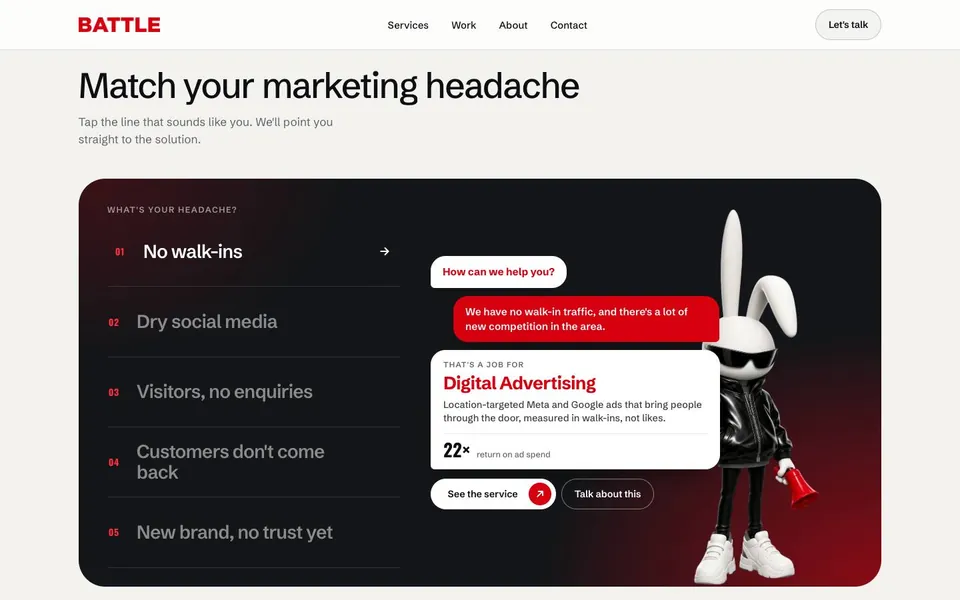 BATTLE
Services
Work
About
Contact
Let's talk
Match your marketing headache
Tap the line that sounds like you. We'll point you
straight to the solution.
WHAT'S YOUR HEADACHE?
01 No walk-ins →
02 Dry social media
03 Visitors, no enquiries
04 Customers don't come
back
05 New brand, no trust yet
How can we help you?
We have no walk-in traffic, and there's a lot of
new competition in the area.
THAT'S A JOB FOR
Digital Advertising
Location-targeted Meta and Google ads that bring people
through the door, measured in walk-ins, not likes.
22× return on ad spend
See the service
Talk about this